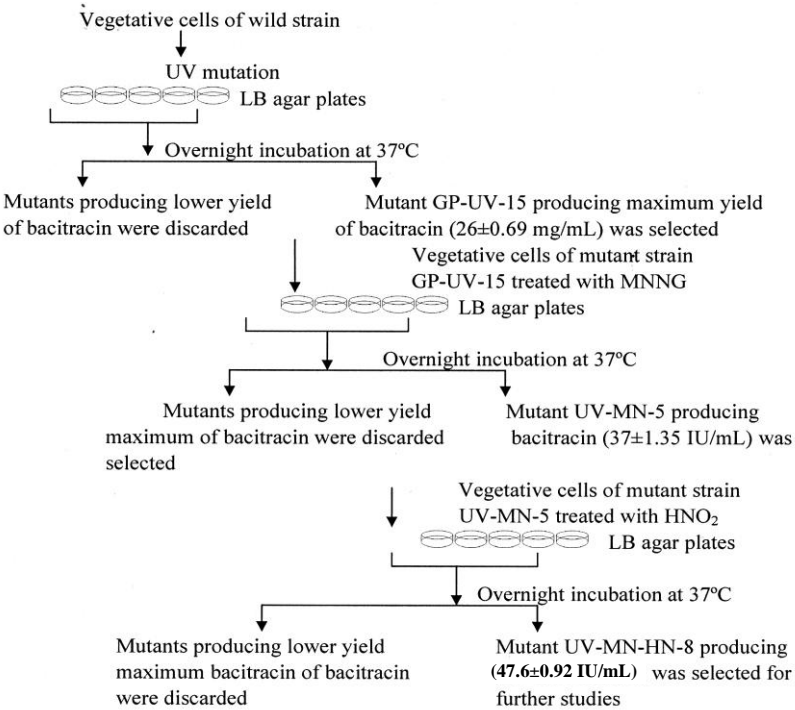 Vegetative cells of wild strain
UV mutation
LB agar plates
Overnight incubation at 37ºC
Mutants producing lower yield
of bacitracin were discarded
Mutant GP-UV-15 producing maximum yield
of bacitracin (26±0.69 mg/mL) was selected
Vegetative cells of mutant strain
GP-UV-15 treated with MNNG
LB agar plates
Overnight incubation at 37ºC
Mutants producing lower yield
maximum of bacitracin were discarded
selected
Mutant UV-MN-5 producing
bacitracin (37±1.35 IU/mL) was
Vegetative cells of mutant strain
UV-MN-5 treated with HNO₂
LB agar plates
Overnight incubation at 37ºC
Mutants producing lower yield
maximum bacitracin of bacitracin
were discarded
Mutant UV-MN-HN-8 producing
(47.6±0.92 IU/mL) was selected for
further studies